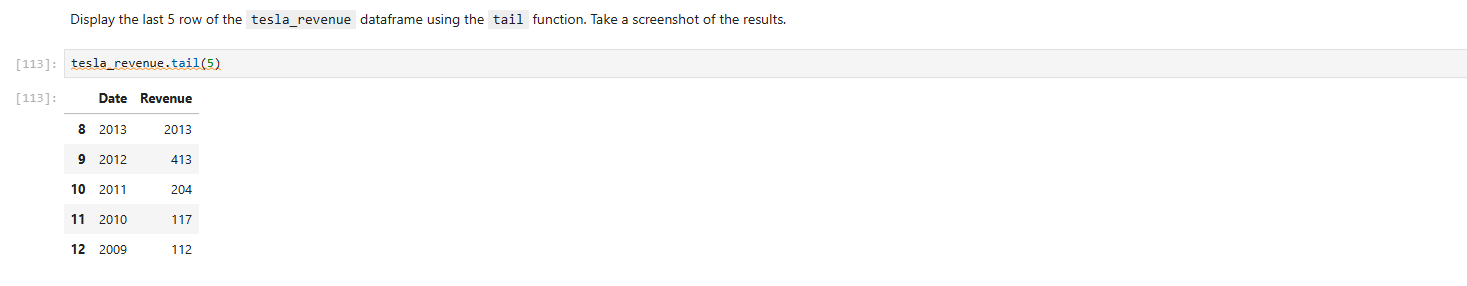 Display the last 5 row of the tesla_revenue dataframe using the tail function. Take a screenshot of the results.
[113]: tesla_revenue.tail(5)
[113]: Date Revenue
8 2013 2013
9 2012 413
10 2011 204
11 2010 117
12 2009 112